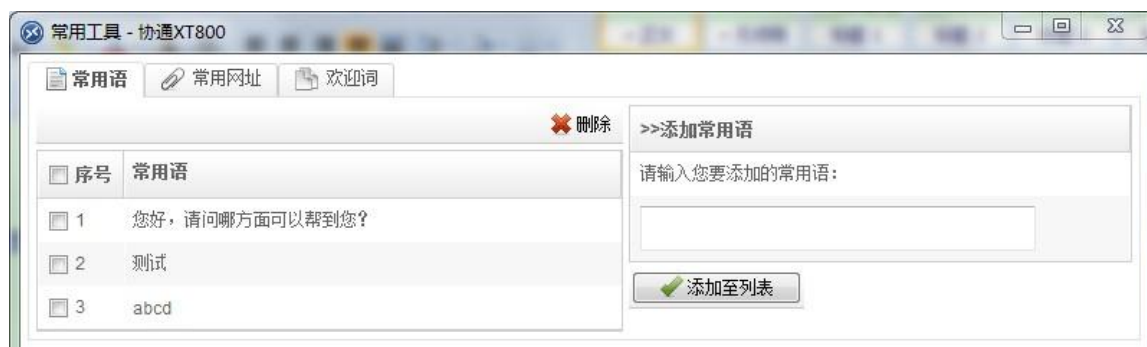 常用工具 - 协通XT800
常用语
常用网址
欢迎词
删除
序号 常用语
1 您好，请问哪方面可以帮到您？
2 测试
3 abcd
>>添加常用语
请输入您要添加的常用语：
添加至列表